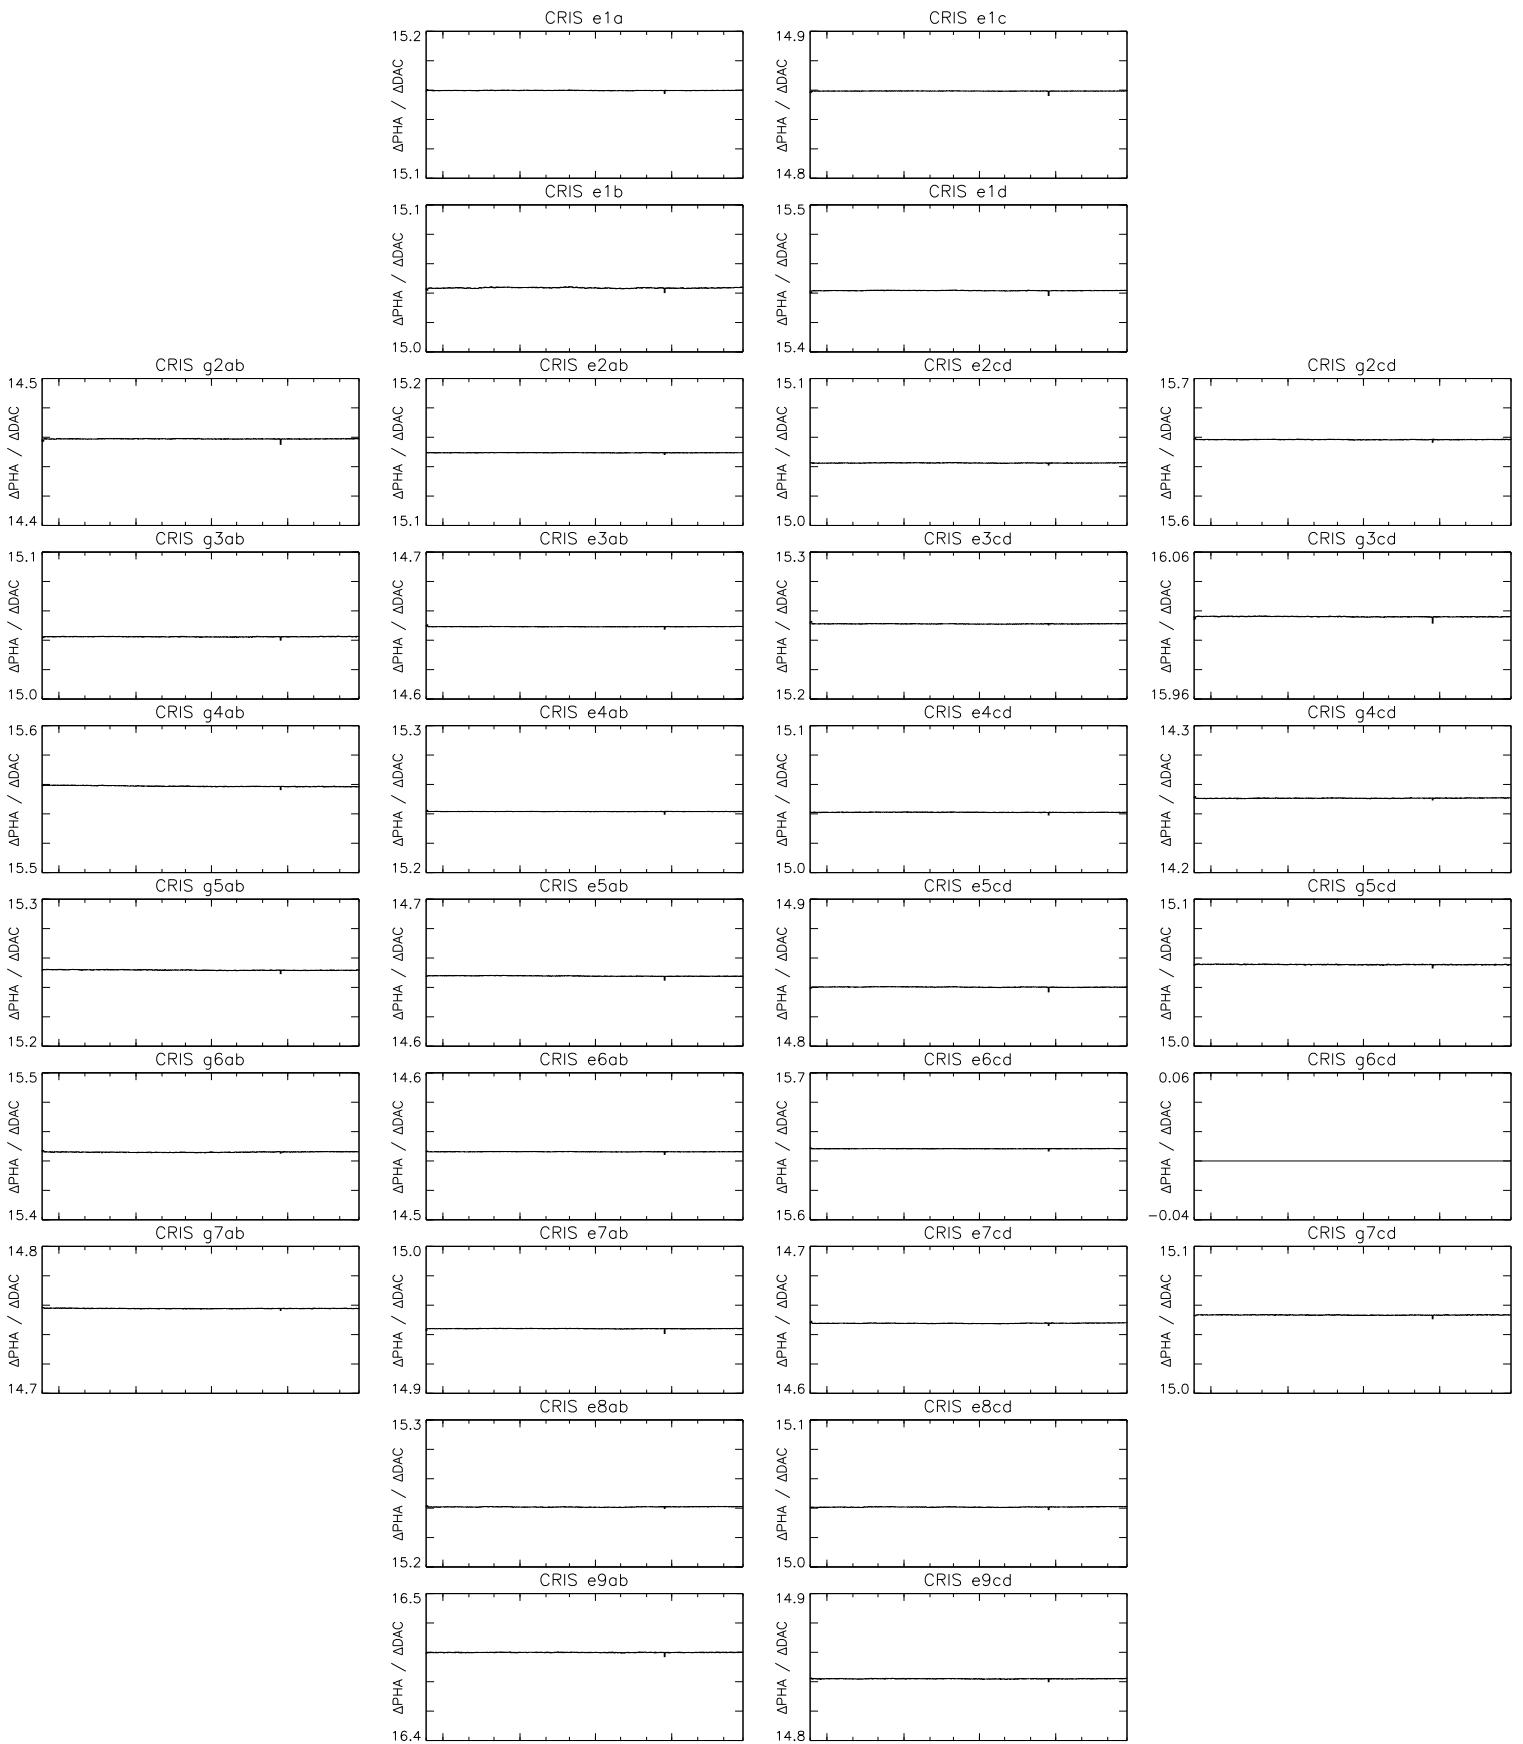 CRIS e1a
CRIS e1c
15.2
ΔPHA / ΔDAC
15.1
14.9
ΔPHA / ΔDAC
14.8
CRIS e1b
CRIS e1d
15.1
ΔPHA / ΔDAC
15.0
15.5
ΔPHA / ΔDAC
15.4
CRIS g2ab
CRIS e2ab
CRIS e2cd
CRIS g2cd
14.5
ΔPHA / ΔDAC
14.4
15.2
ΔPHA / ΔDAC
15.1
15.1
ΔPHA / ΔDAC
15.0
15.7
ΔPHA / ΔDAC
15.6
CRIS g3ab
CRIS e3ab
CRIS e3cd
CRIS g3cd
15.1
ΔPHA / ΔDAC
15.0
14.7
ΔPHA / ΔDAC
14.6
15.3
ΔPHA / ΔDAC
15.2
16.06
ΔPHA / ΔDAC
15.96
CRIS g4ab
CRIS e4ab
CRIS e4cd
CRIS g4cd
15.6
ΔPHA / ΔDAC
15.5
15.3
ΔPHA / ΔDAC
15.2
15.1
ΔPHA / ΔDAC
15.0
14.3
ΔPHA / ΔDAC
14.2
CRIS g5ab
CRIS e5ab
CRIS e5cd
CRIS g5cd
15.3
ΔPHA / ΔDAC
15.2
14.7
ΔPHA / ΔDAC
14.6
14.9
ΔPHA / ΔDAC
14.8
15.1
ΔPHA / ΔDAC
15.0
CRIS g6ab
CRIS e6ab
CRIS e6cd
CRIS g6cd
15.5
ΔPHA / ΔDAC
15.4
14.6
ΔPHA / ΔDAC
14.5
15.7
ΔPHA / ΔDAC
15.6
0.06
ΔPHA / ΔDAC
−0.04
CRIS g7ab
CRIS e7ab
CRIS e7cd
CRIS g7cd
14.8
ΔPHA / ΔDAC
14.7
15.0
ΔPHA / ΔDAC
14.9
14.7
ΔPHA / ΔDAC
14.6
15.1
ΔPHA / ΔDAC
15.0
CRIS e8ab
CRIS e8cd
15.3
ΔPHA / ΔDAC
15.2
15.1
ΔPHA / ΔDAC
15.0
CRIS e9ab
CRIS e9cd
16.5
ΔPHA / ΔDAC
16.4
14.9
ΔPHA / ΔDAC
14.8